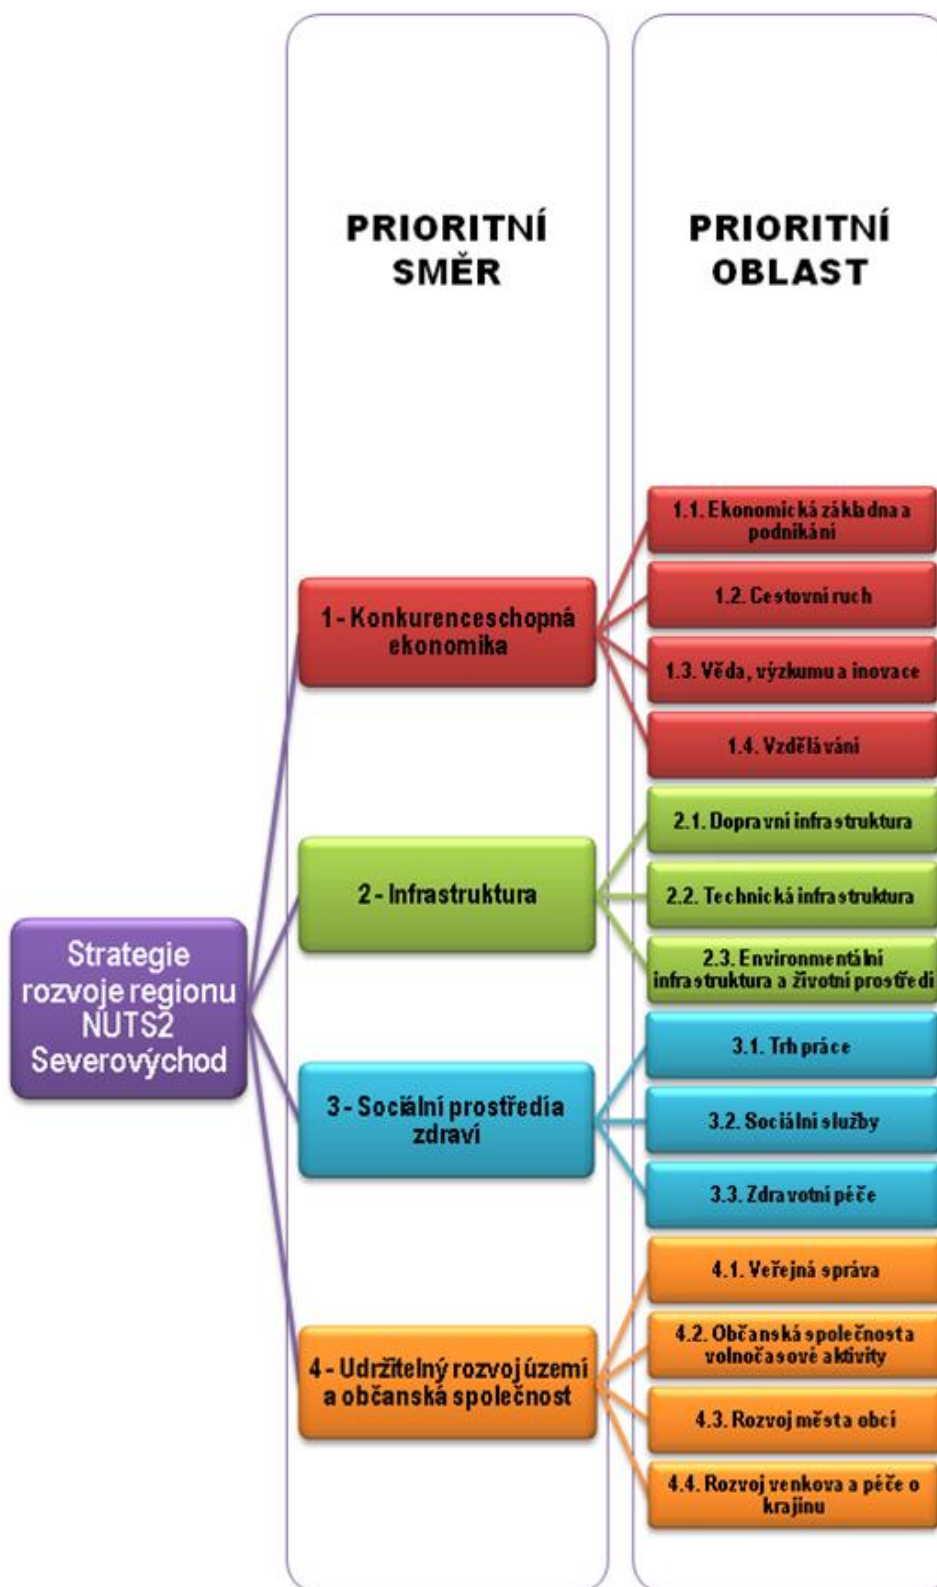 PRIORITNÍ
SMĚR
PRIORITNÍ
OBLAST
Strategie
rozvoje regionu
NUTS2
Severovýchod
1 - Konkurenceschopná
ekonomika
1.1. Ekonomická základna a
podnikání
1.2. Cestovní ruch
1.3. Věda, výzkumu a inovace
1.4. Vzdělávání
2 - Infrastruktura
2.1. Dopravní infrastruktura
2.2. Technická infrastruktura
2.3. Environmentální
infrastruktura a životní prostředí
3 - Sociální prostředí a
zdraví
3.1. Trh práce
3.2. Sociální služby
3.3. Zdravotní péče
4 - Udržitelný rozvoj území
a občanská společnost
4.1. Veřejná správa
4.2. Občanská společnost a
volnočasové aktivity
4.3. Rozvoj města obcí
4.4. Rozvoj venkova a péče o
krajinu